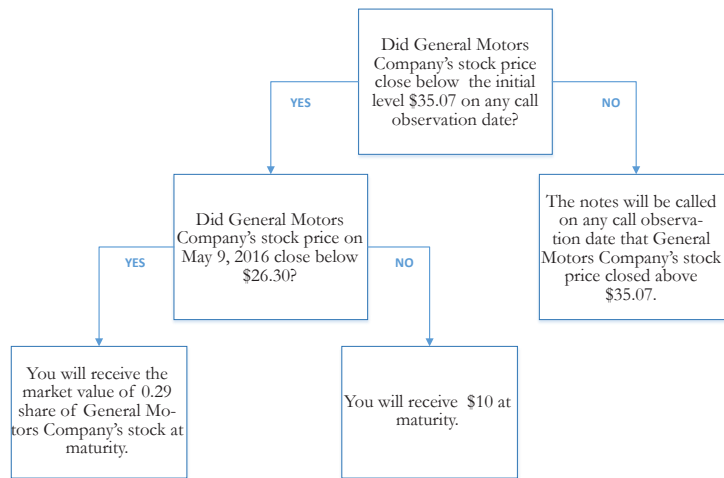 Did General Motors
Company's stock price
close below the initial
level $35.07 on any call
observation date?
YES
NO
Did General Motors
Company's stock price on
May 9, 2016 close below
$26.30?
The notes will be called
on any call observa-
tion date that General
Motors Company's stock
price closed above
$35.07.
YES
NO
You will receive the
market value of 0.29
share of General Mo-
tors Company's stock at
maturity.
You will receive $10 at
maturity.